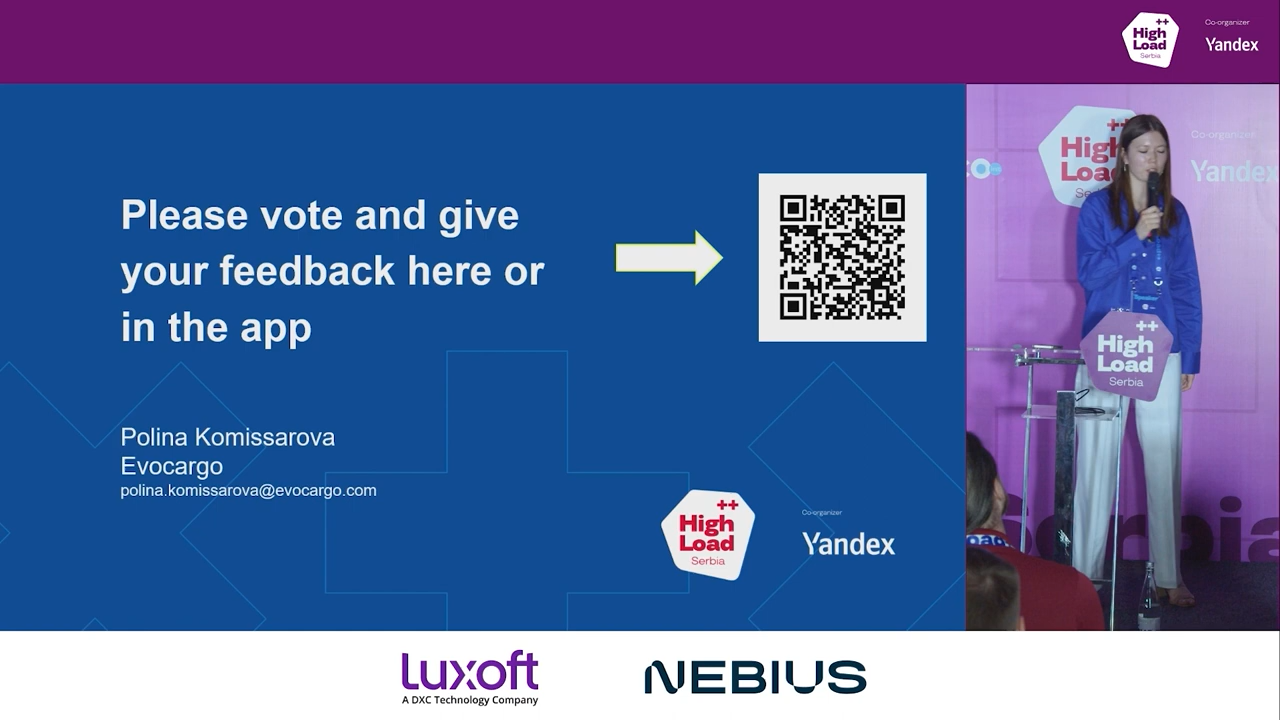 ++
High
Load
Serbia
Co-organizer
Yandex
Please vote and give
your feedback here or
in the app
Polina Komissarova
Evocargo
polina.komissarova@evocargo.com
++
High
Load
Serbia
Co-organizer
Yandex
++
High
Load
Co-organizer
Yandex
Speaker
++
High
Load
Serbia
Serbia
Luxoft
A DXC Technology Company
NEBIUS